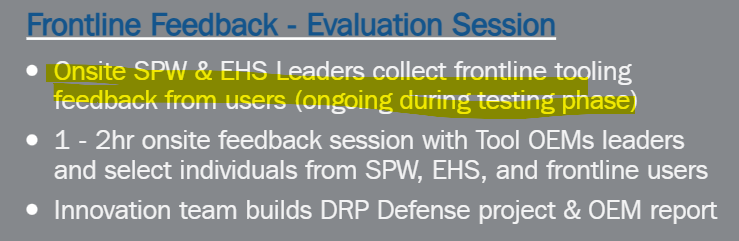 Frontline Feedback - Evaluation Session
• Onsite SPW & EHS Leaders collect frontline tooling
feedback from users (ongoing during testing phase)
• 1 - 2hr onsite feedback session with Tool OEMs leaders
and select individuals from SPW, EHS, and frontline users
• Innovation team builds DRP Defense project & OEM report